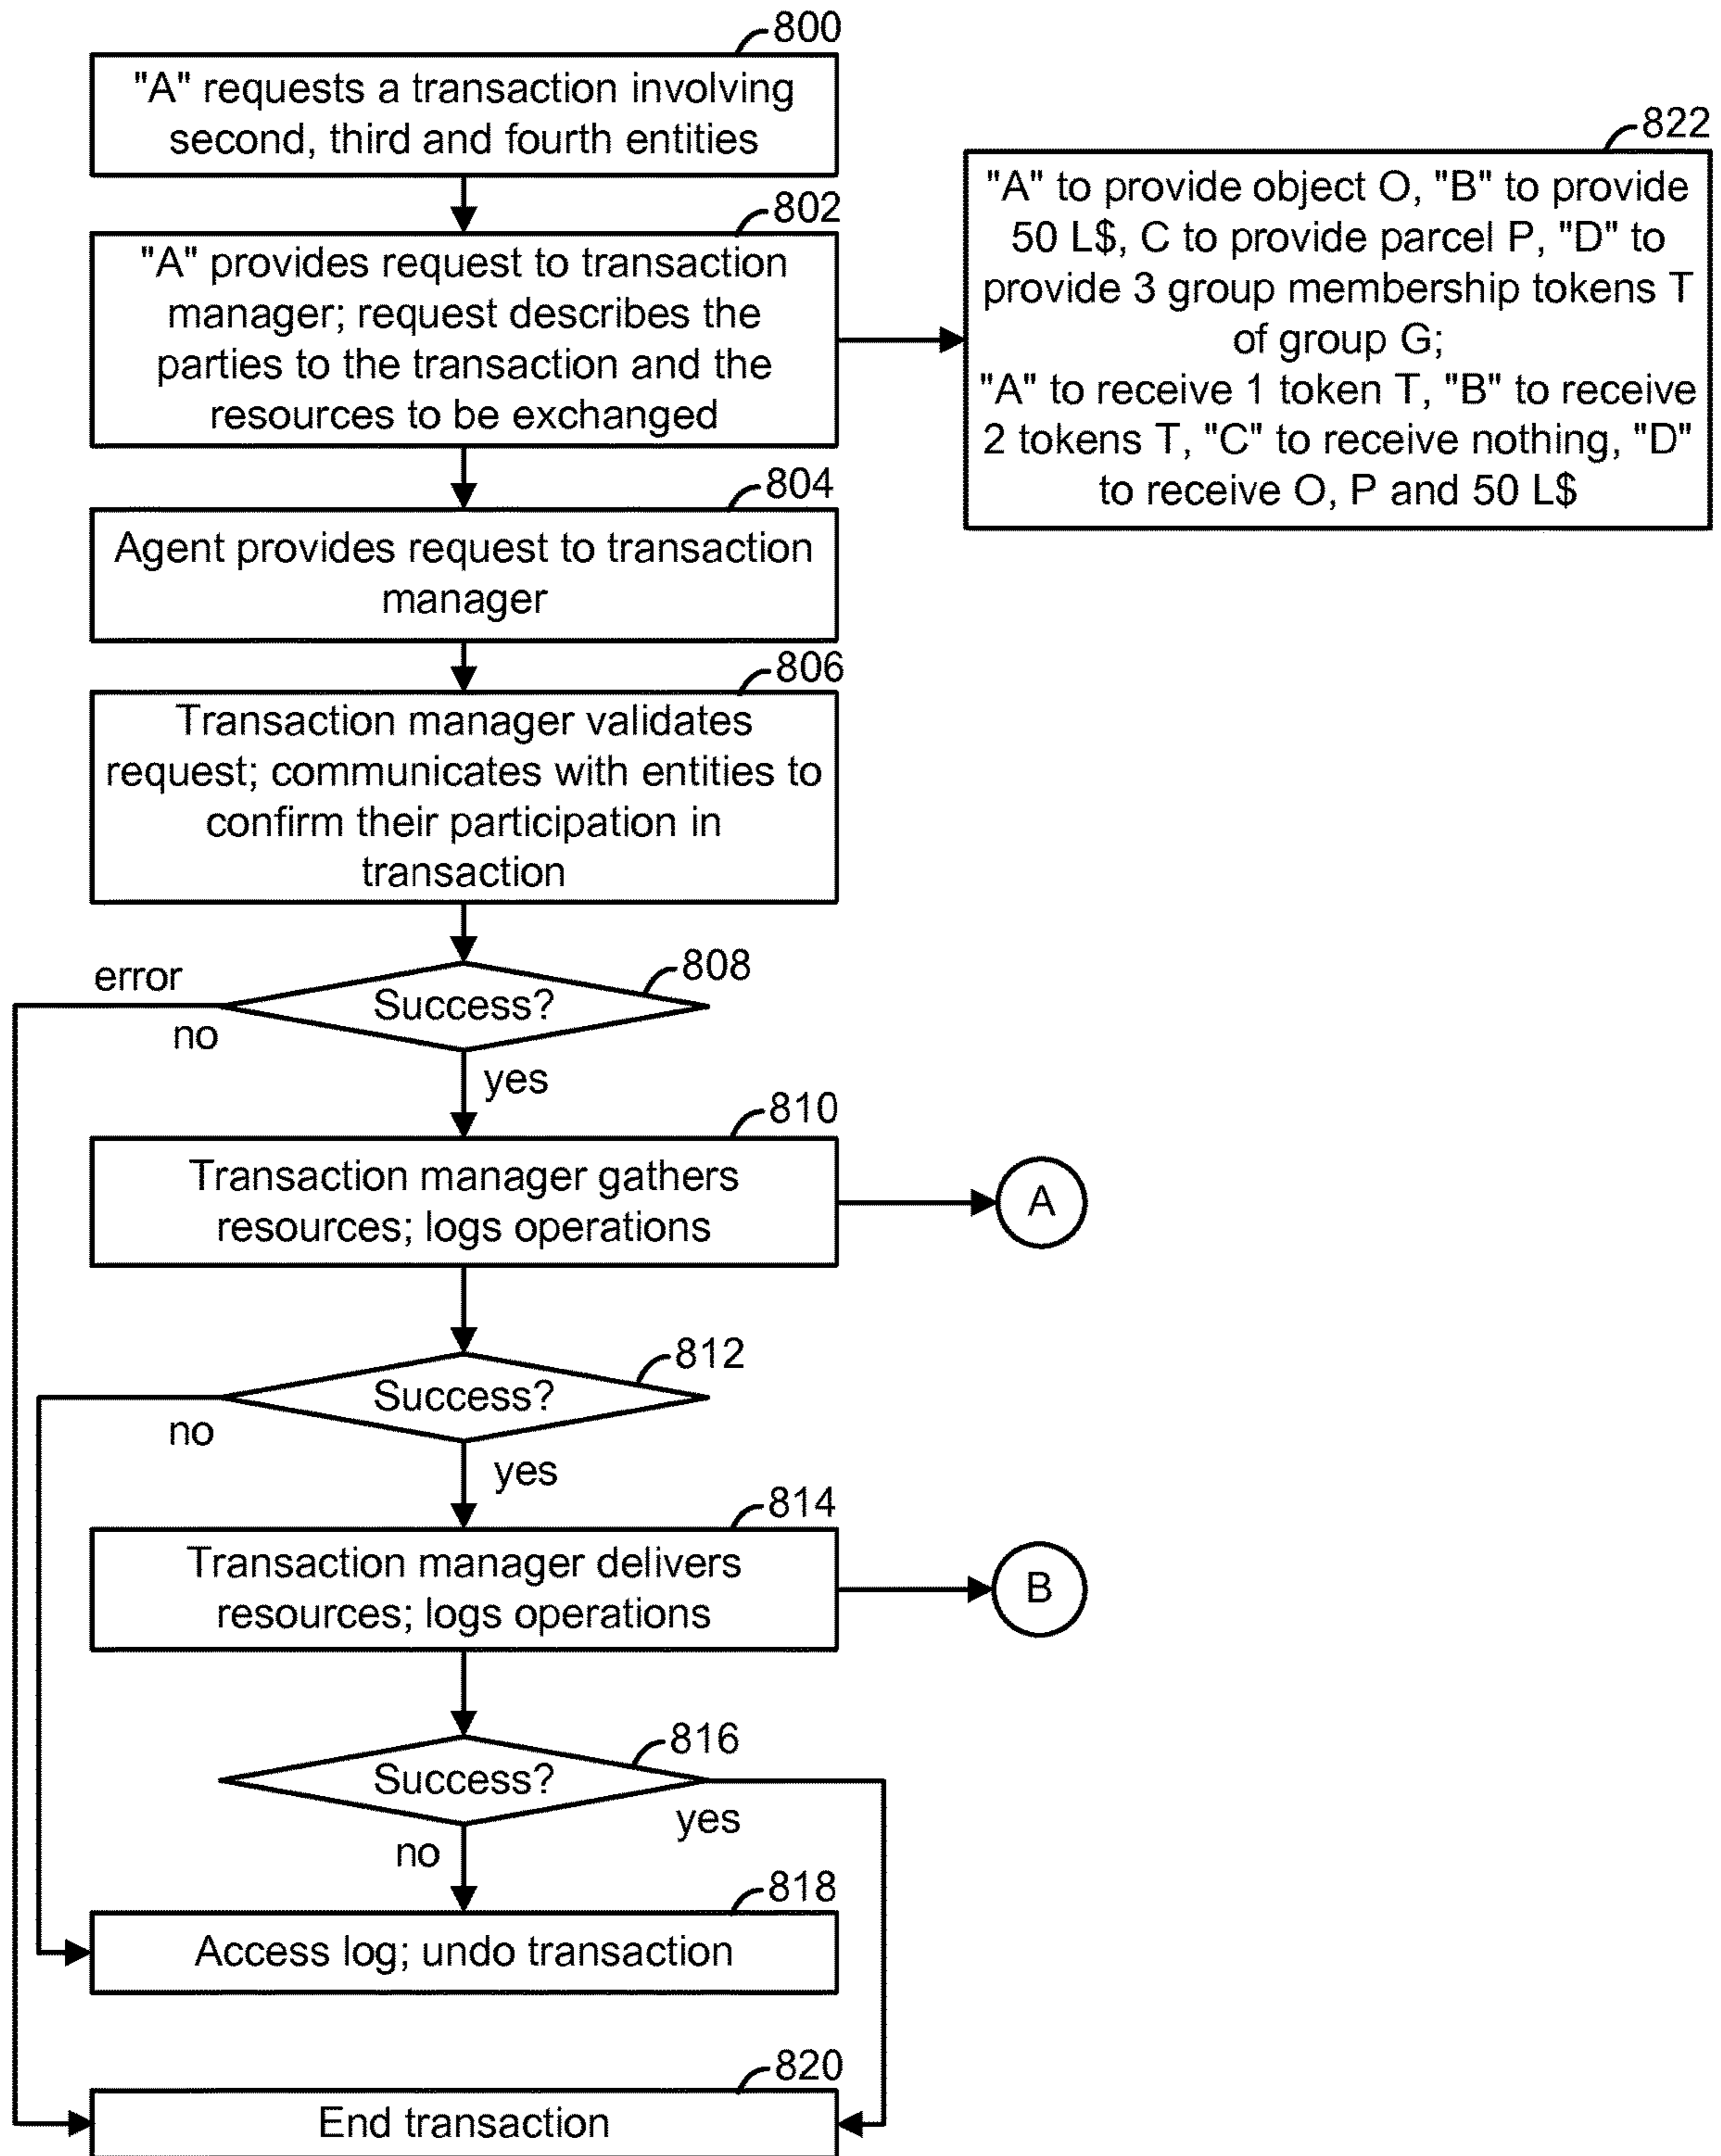 800
"A" requests a transaction involving
second, third and fourth entities
822
"A" to provide object O, "B" to provide
50 L$, C to provide parcel P, "D" to
provide 3 group membership tokens T
of group G;
"A" to receive 1 token T, "B" to receive
2 tokens T, "C" to receive nothing, "D"
to receive O, P and 50 L$
802
"A" provides request to transaction
manager; request describes the
parties to the transaction and the
resources to be exchanged
804
Agent provides request to transaction
manager
806
Transaction manager validates
request; communicates with entities to
confirm their participation in
transaction
808
error
Success?
no
yes
810
Transaction manager gathers
resources; logs operations
A
812
Success?
no
yes
814
Transaction manager delivers
resources; logs operations
B
816
Success?
yes
no
818
Access log; undo transaction
820
End transaction